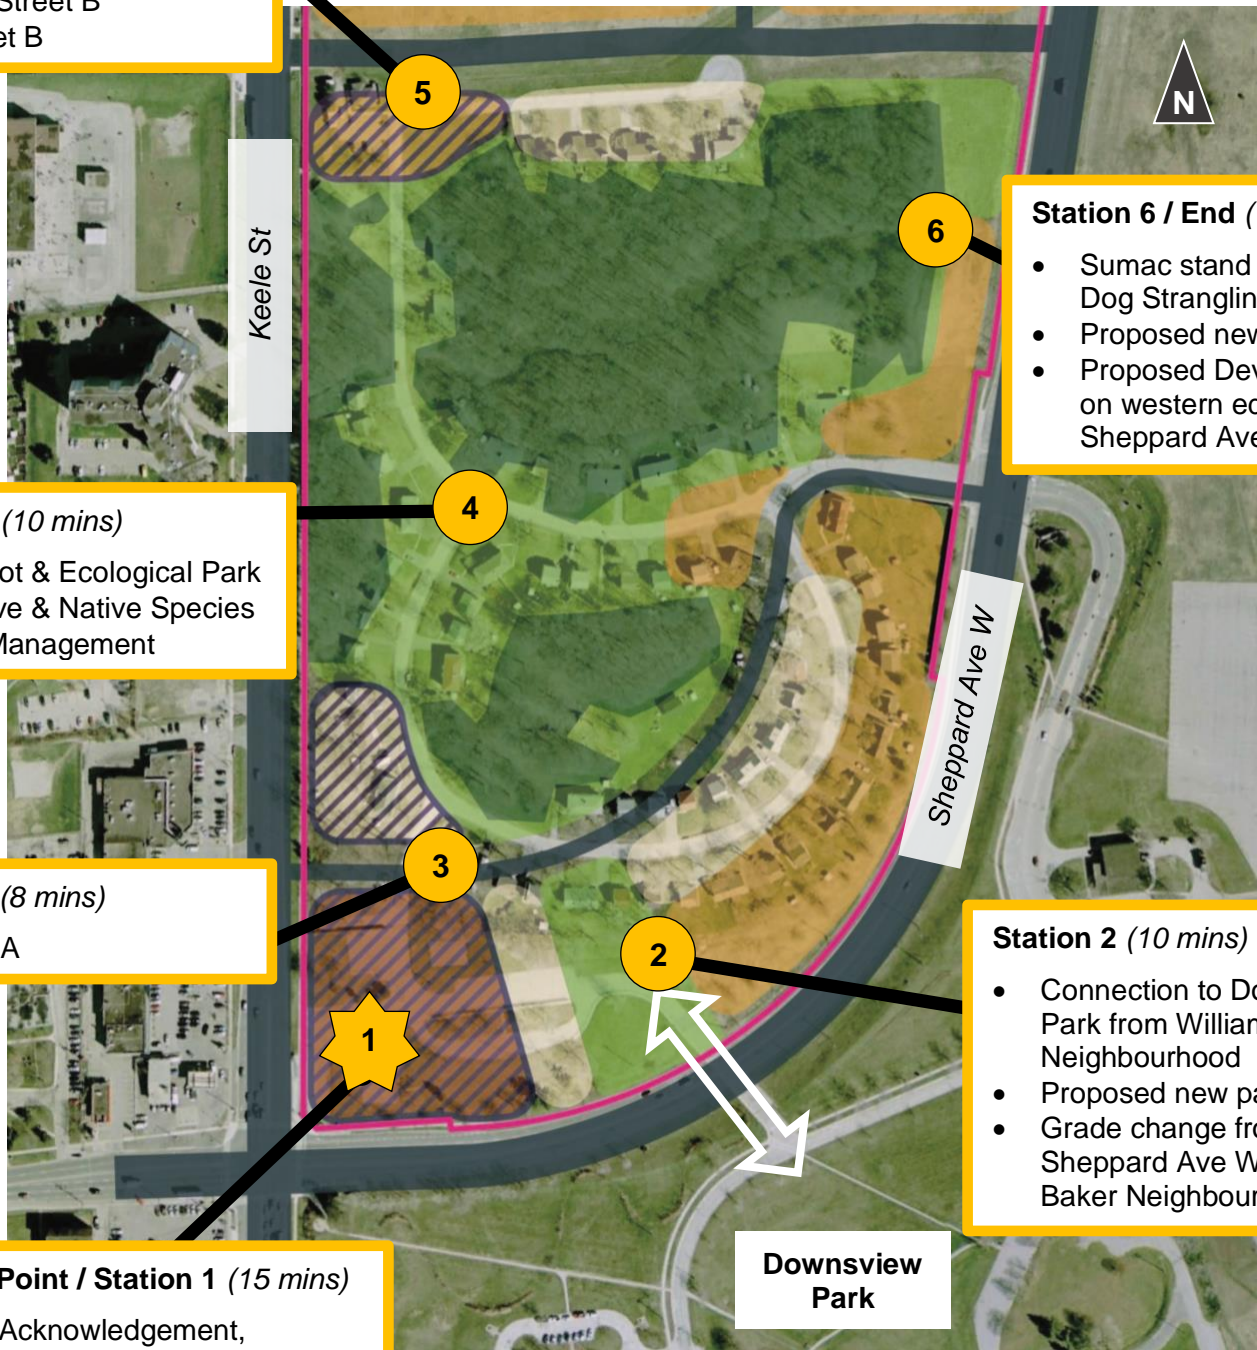 Street B
et B
5
N
Keele St
6
Station 6 / End (
• Sumac stand
Dog Stranglin
• Proposed new
• Proposed Dev
on western ed
Sheppard Ave
4
(10 mins)
ot & Ecological Park
ve & Native Species
Management
Sheppard Ave W
3
(8 mins)
A
2
Station 2 (10 mins)
• Connection to Do
Park from William
Neighbourhood
• Proposed new pa
• Grade change fro
Sheppard Ave W
Baker Neighbour
1
Downsview
Park
Point / Station 1 (15 mins)
Acknowledgement,